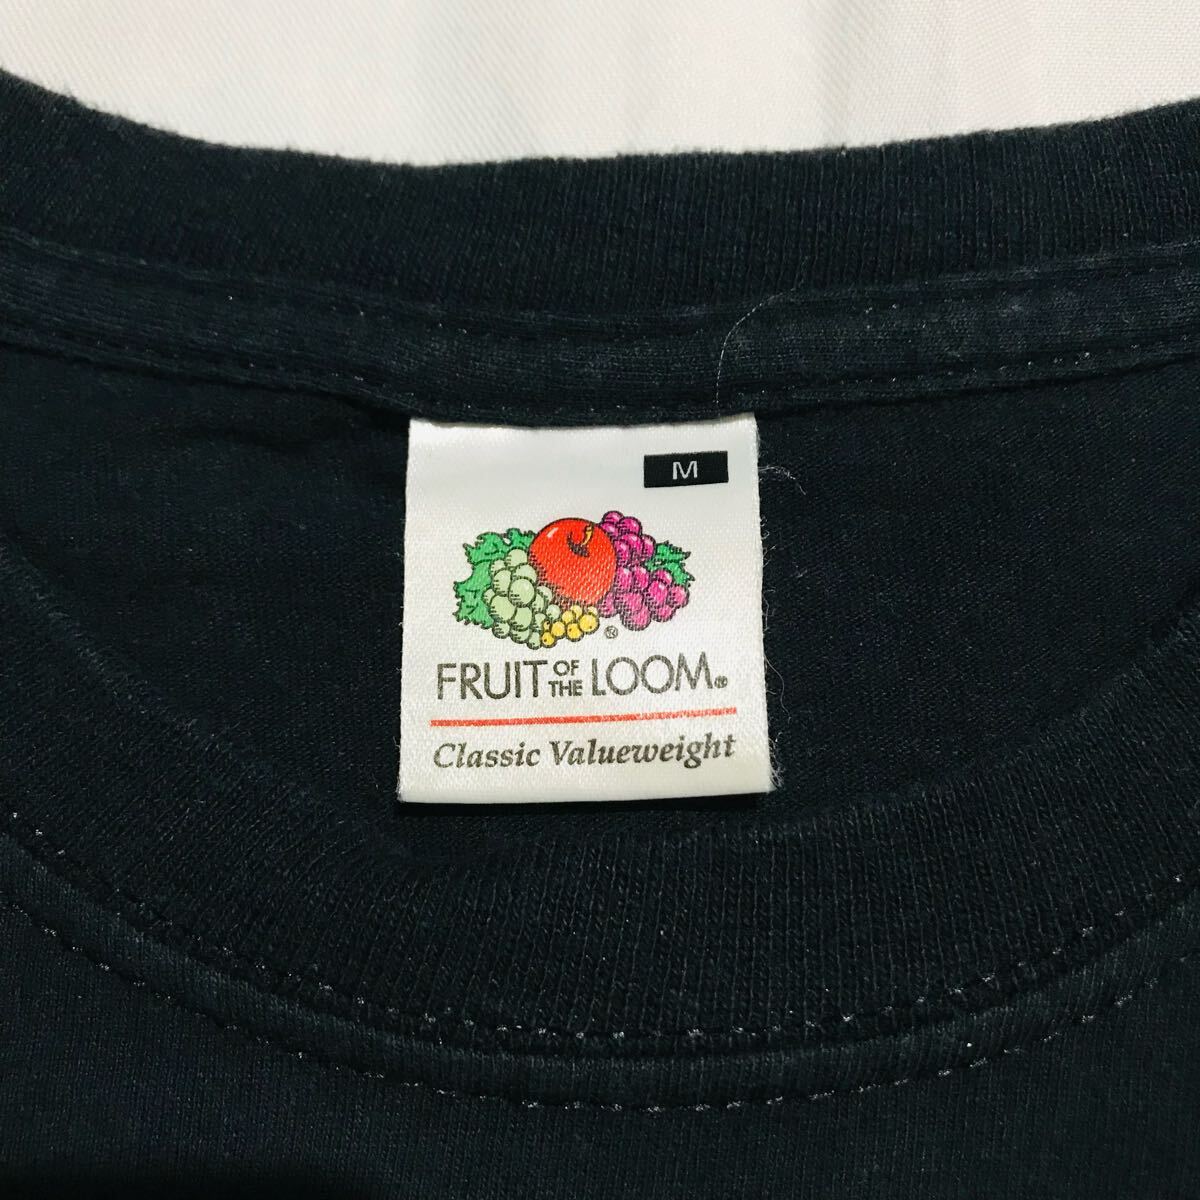 M
®
FRUIT OF THE LOOM®
Classic Valueweight